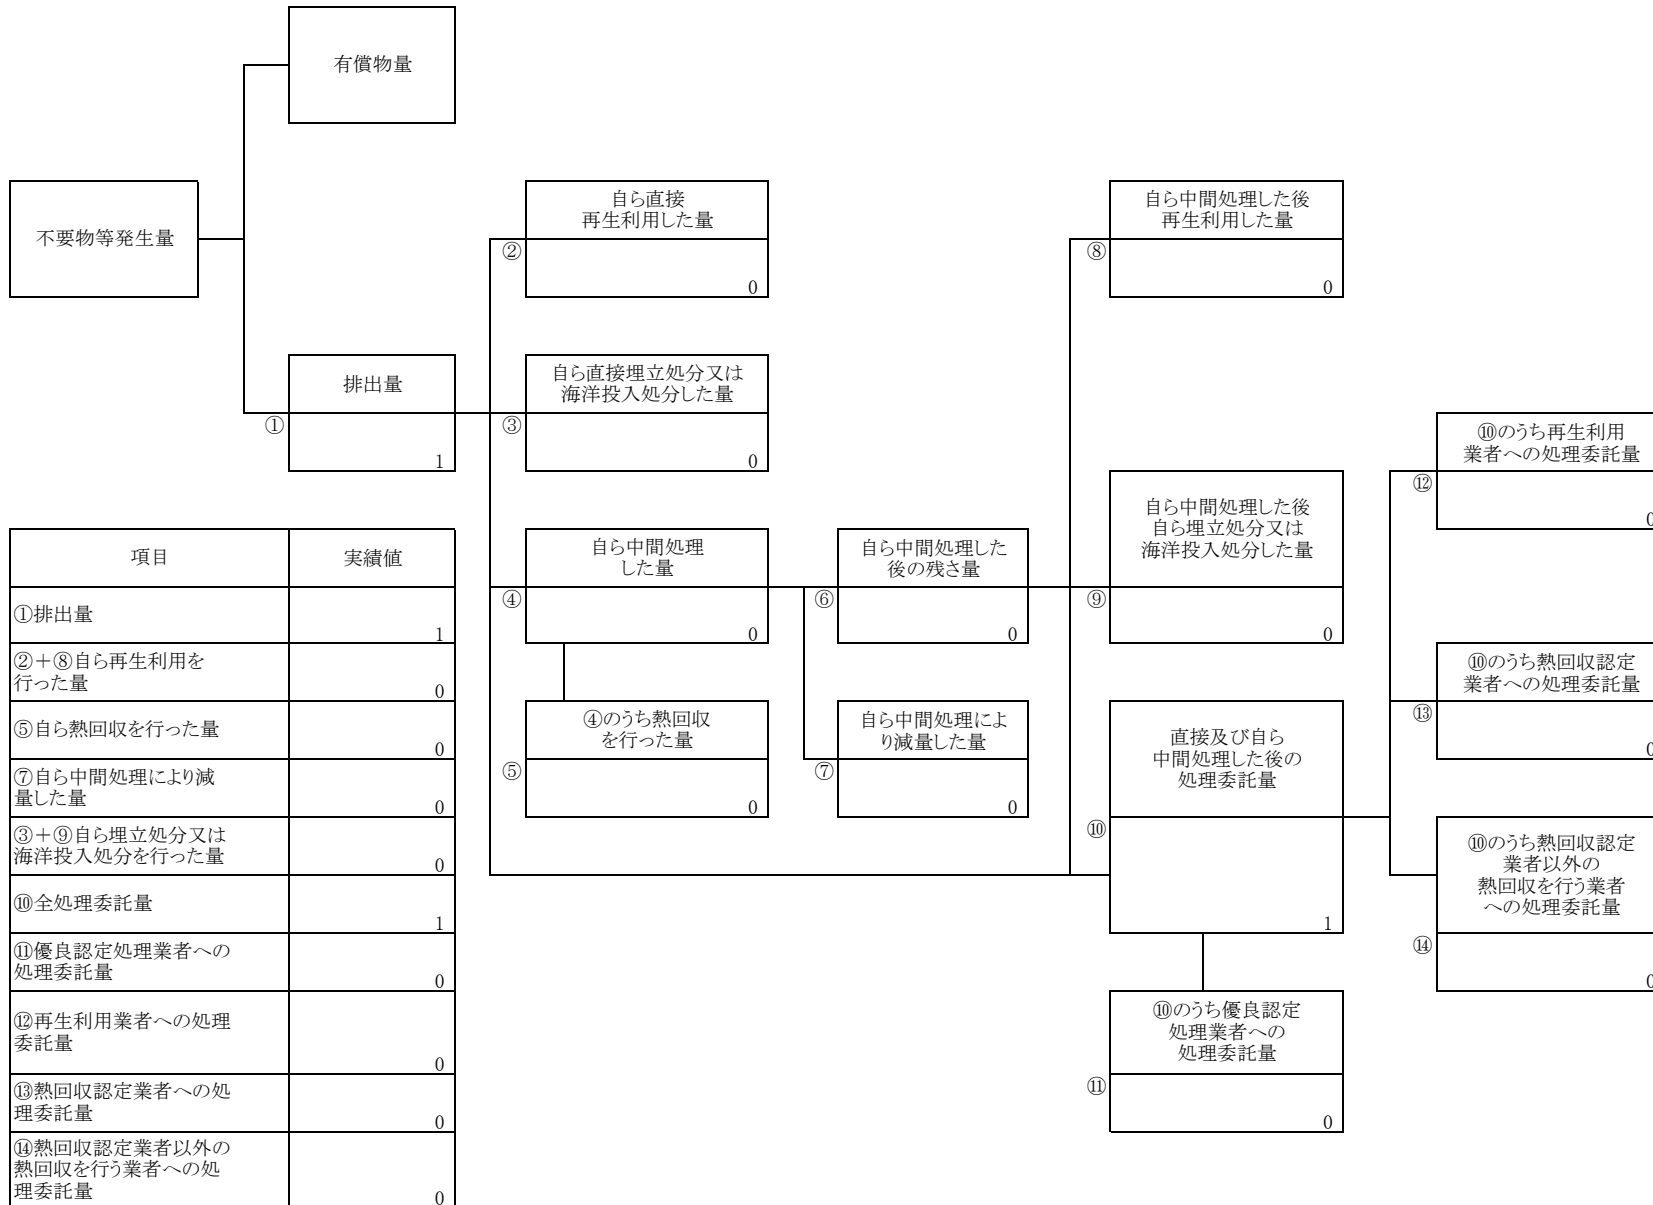 有償物量
不要物等発生量
自ら直接
再生利用した量
②
0
自ら中間処理した後
再生利用した量
⑧
0
排出量
①
1
自ら直接埋立処分又は
海洋投入処分した量
③
0
⑩のうち再生利用
業者への処理委託量
⑫
0
自ら中間処理
した量
④
0
自ら中間処理した
後の残さ量
⑥
0
自ら中間処理した後
自ら埋立処分又は
海洋投入処分した量
⑨
0
⑩のうち熱回収認定
業者への処理委託量
⑬
0
④のうち熱回収
を行った量
⑤
0
自ら中間処理によ
り減量した量
⑦
0
直接及び自ら
中間処理した後の
処理委託量
⑩
1
⑩のうち熱回収認定
業者以外の
熱回収を行う業者
への処理委託量
⑭
0
⑩のうち優良認定
処理業者への
処理委託量
⑪
0
項目 実績値
①排出量
1
②+⑧自ら再生利用を
行った量
0
⑤自ら熱回収を行った量
0
⑦自ら中間処理により減
量した量
0
③+⑨自ら埋立処分又は
海洋投入処分を行った量
0
⑩全処理委託量
1
⑪優良認定処理業者への
処理委託量
0
⑫再生利用業者への処理
委託量
0
⑬熱回収認定業者への処
理委託量
0
⑭熱回収認定業者以外の
熱回収を行う業者への処
理委託量
0